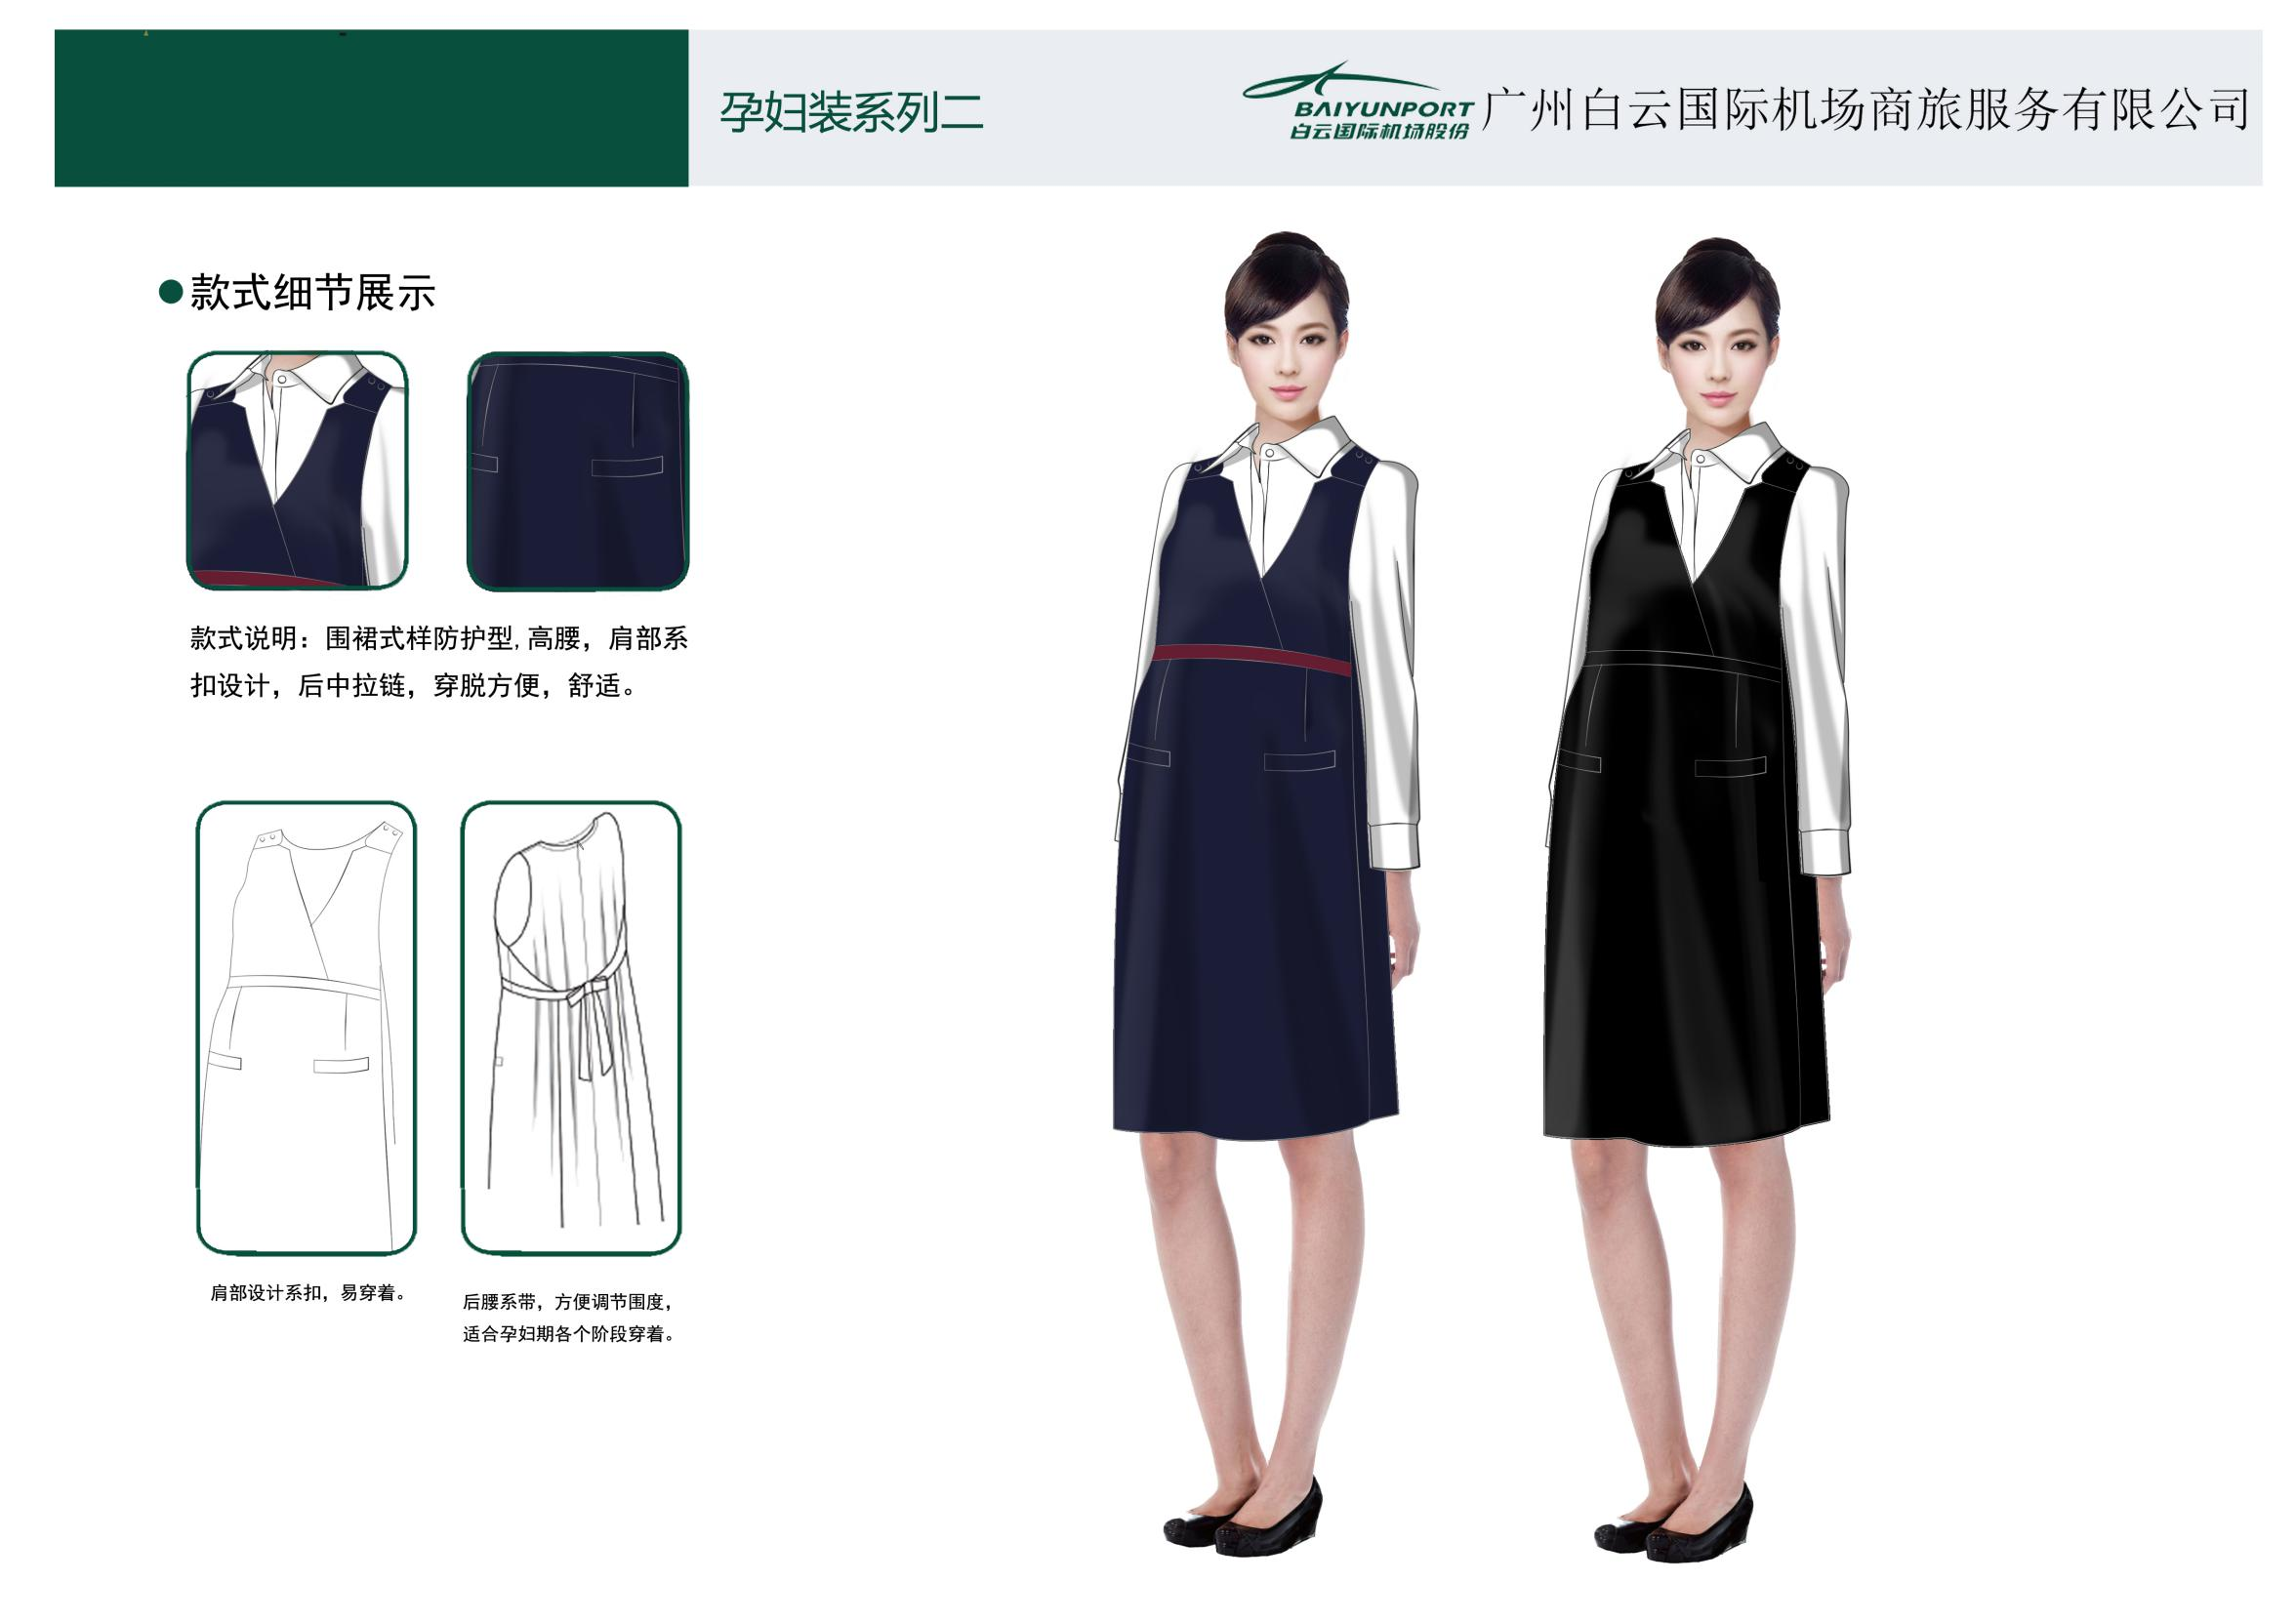 孕妇装系列二
BAIYUNPORT
白云国际机场股份
广州白云国际机场商旅服务有限公司
款式细节展示
款式说明：围裙式样防护型,高腰，肩部系
扣设计，后中拉链，穿脱方便，舒适。
肩部设计系扣，易穿着。
后腰系带，方便调节围度，
适合孕妇期各个阶段穿着。